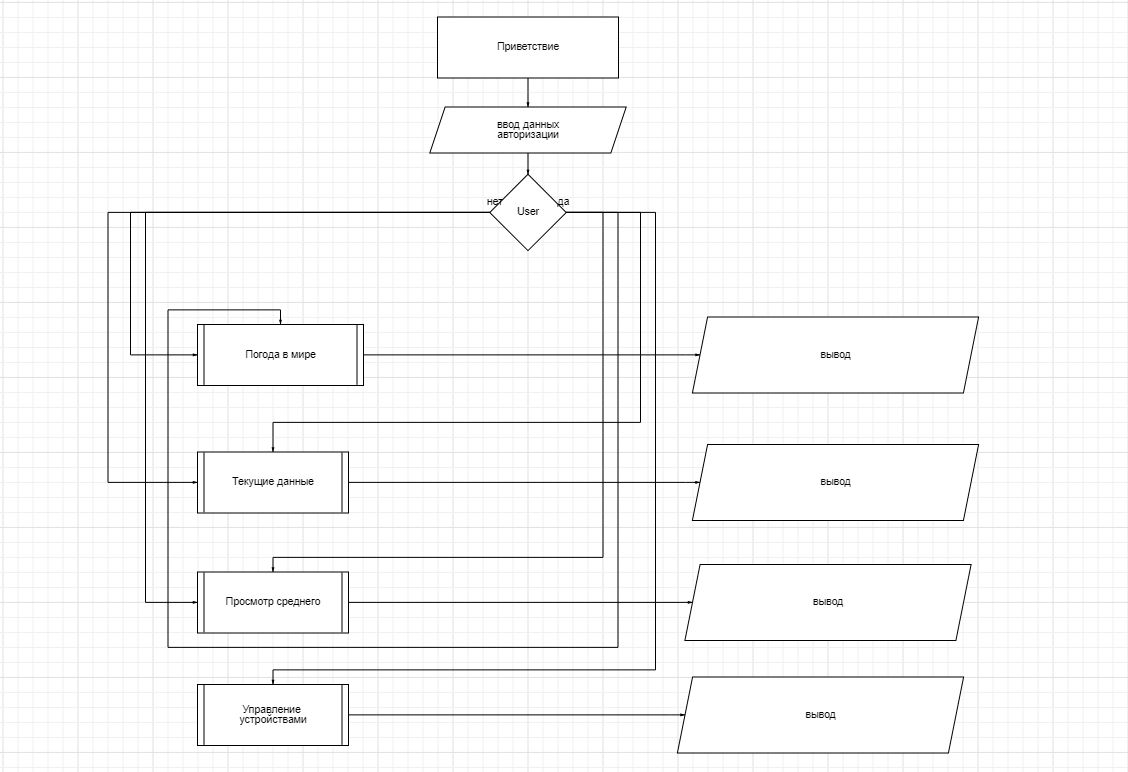 Приветствие
ввод данных
авторизации
нет
да
User
Погода в мире
вывод
Текущие данные
вывод
Просмотр среднего
вывод
Управление
устройствами
вывод